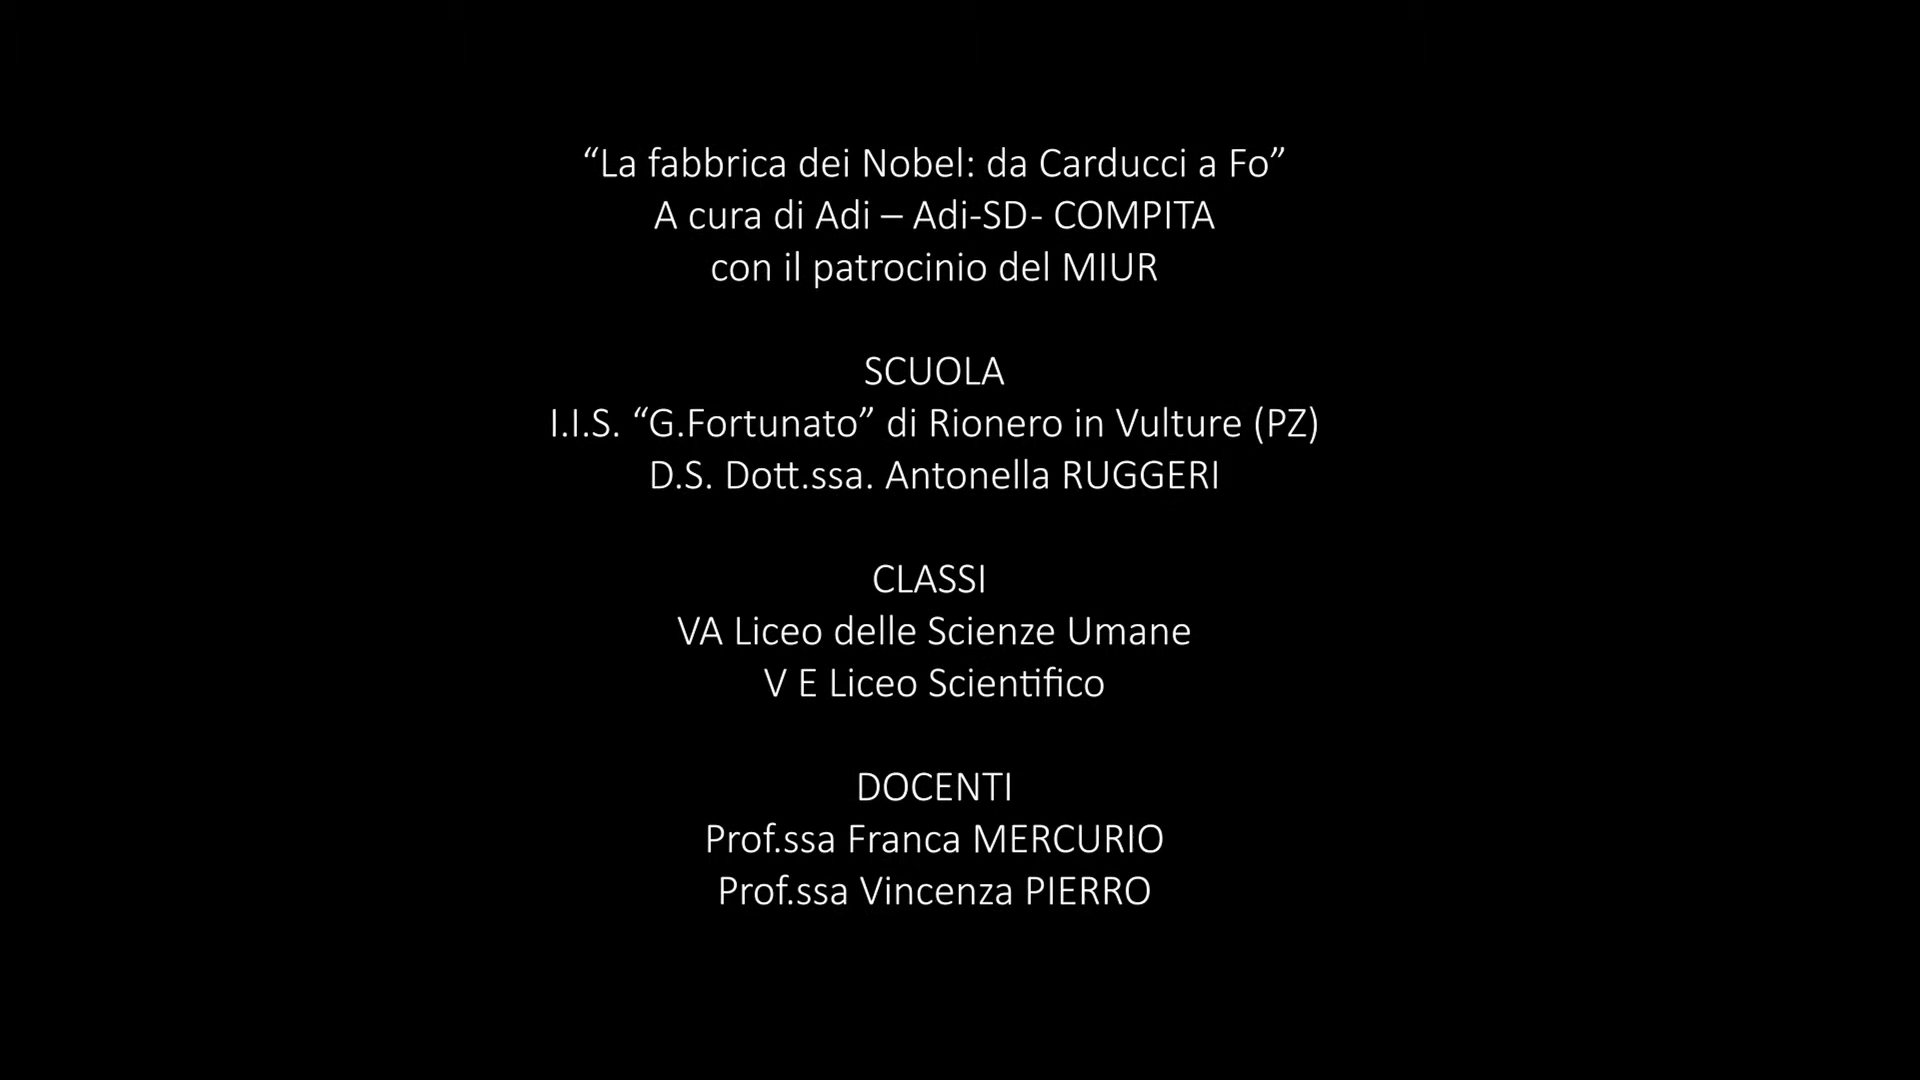 “La fabbrica dei Nobel: da Carducci a Fo”
A cura di Adi – Adi-SD- COMPITA
con il patrocinio del MIUR
SCUOLA
I.I.S. “G.Fortunato” di Rionero in Vulture (PZ)
D.S. Dott.ssa. Antonella RUGGERI
CLASSI
VA Liceo delle Scienze Umane
V E Liceo Scientifico
DOCENTI
Prof.ssa Franca MERCURIO
Prof.ssa Vincenza PIERRO